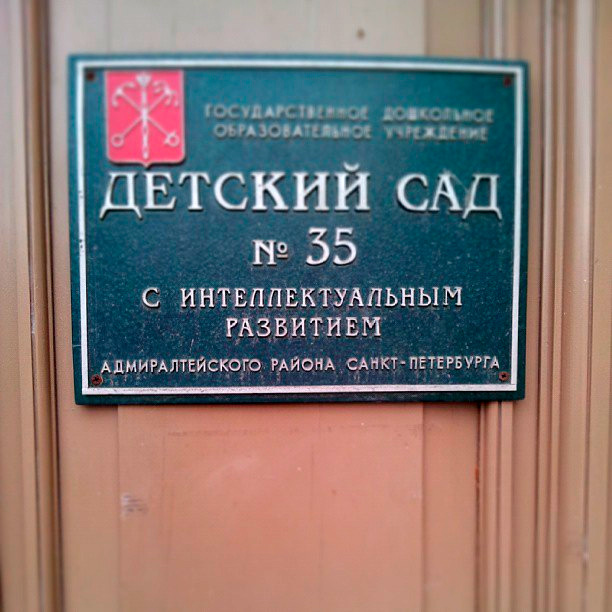 ГОСУДАРСТВЕННОЕ ДОШКОЛЬНОЕ
ОБРАЗОВАТЕЛЬНОЕ УЧРЕЖДЕНИЕ
ДЕТСКИЙ САД
№ 35
С ИНТЕЛЛЕКТУАЛЬНЫМ
РАЗВИТИЕМ
АДМИРАЛТЕЙСКОГО РАЙОНА САНКТ-ПЕТЕРБУРГА